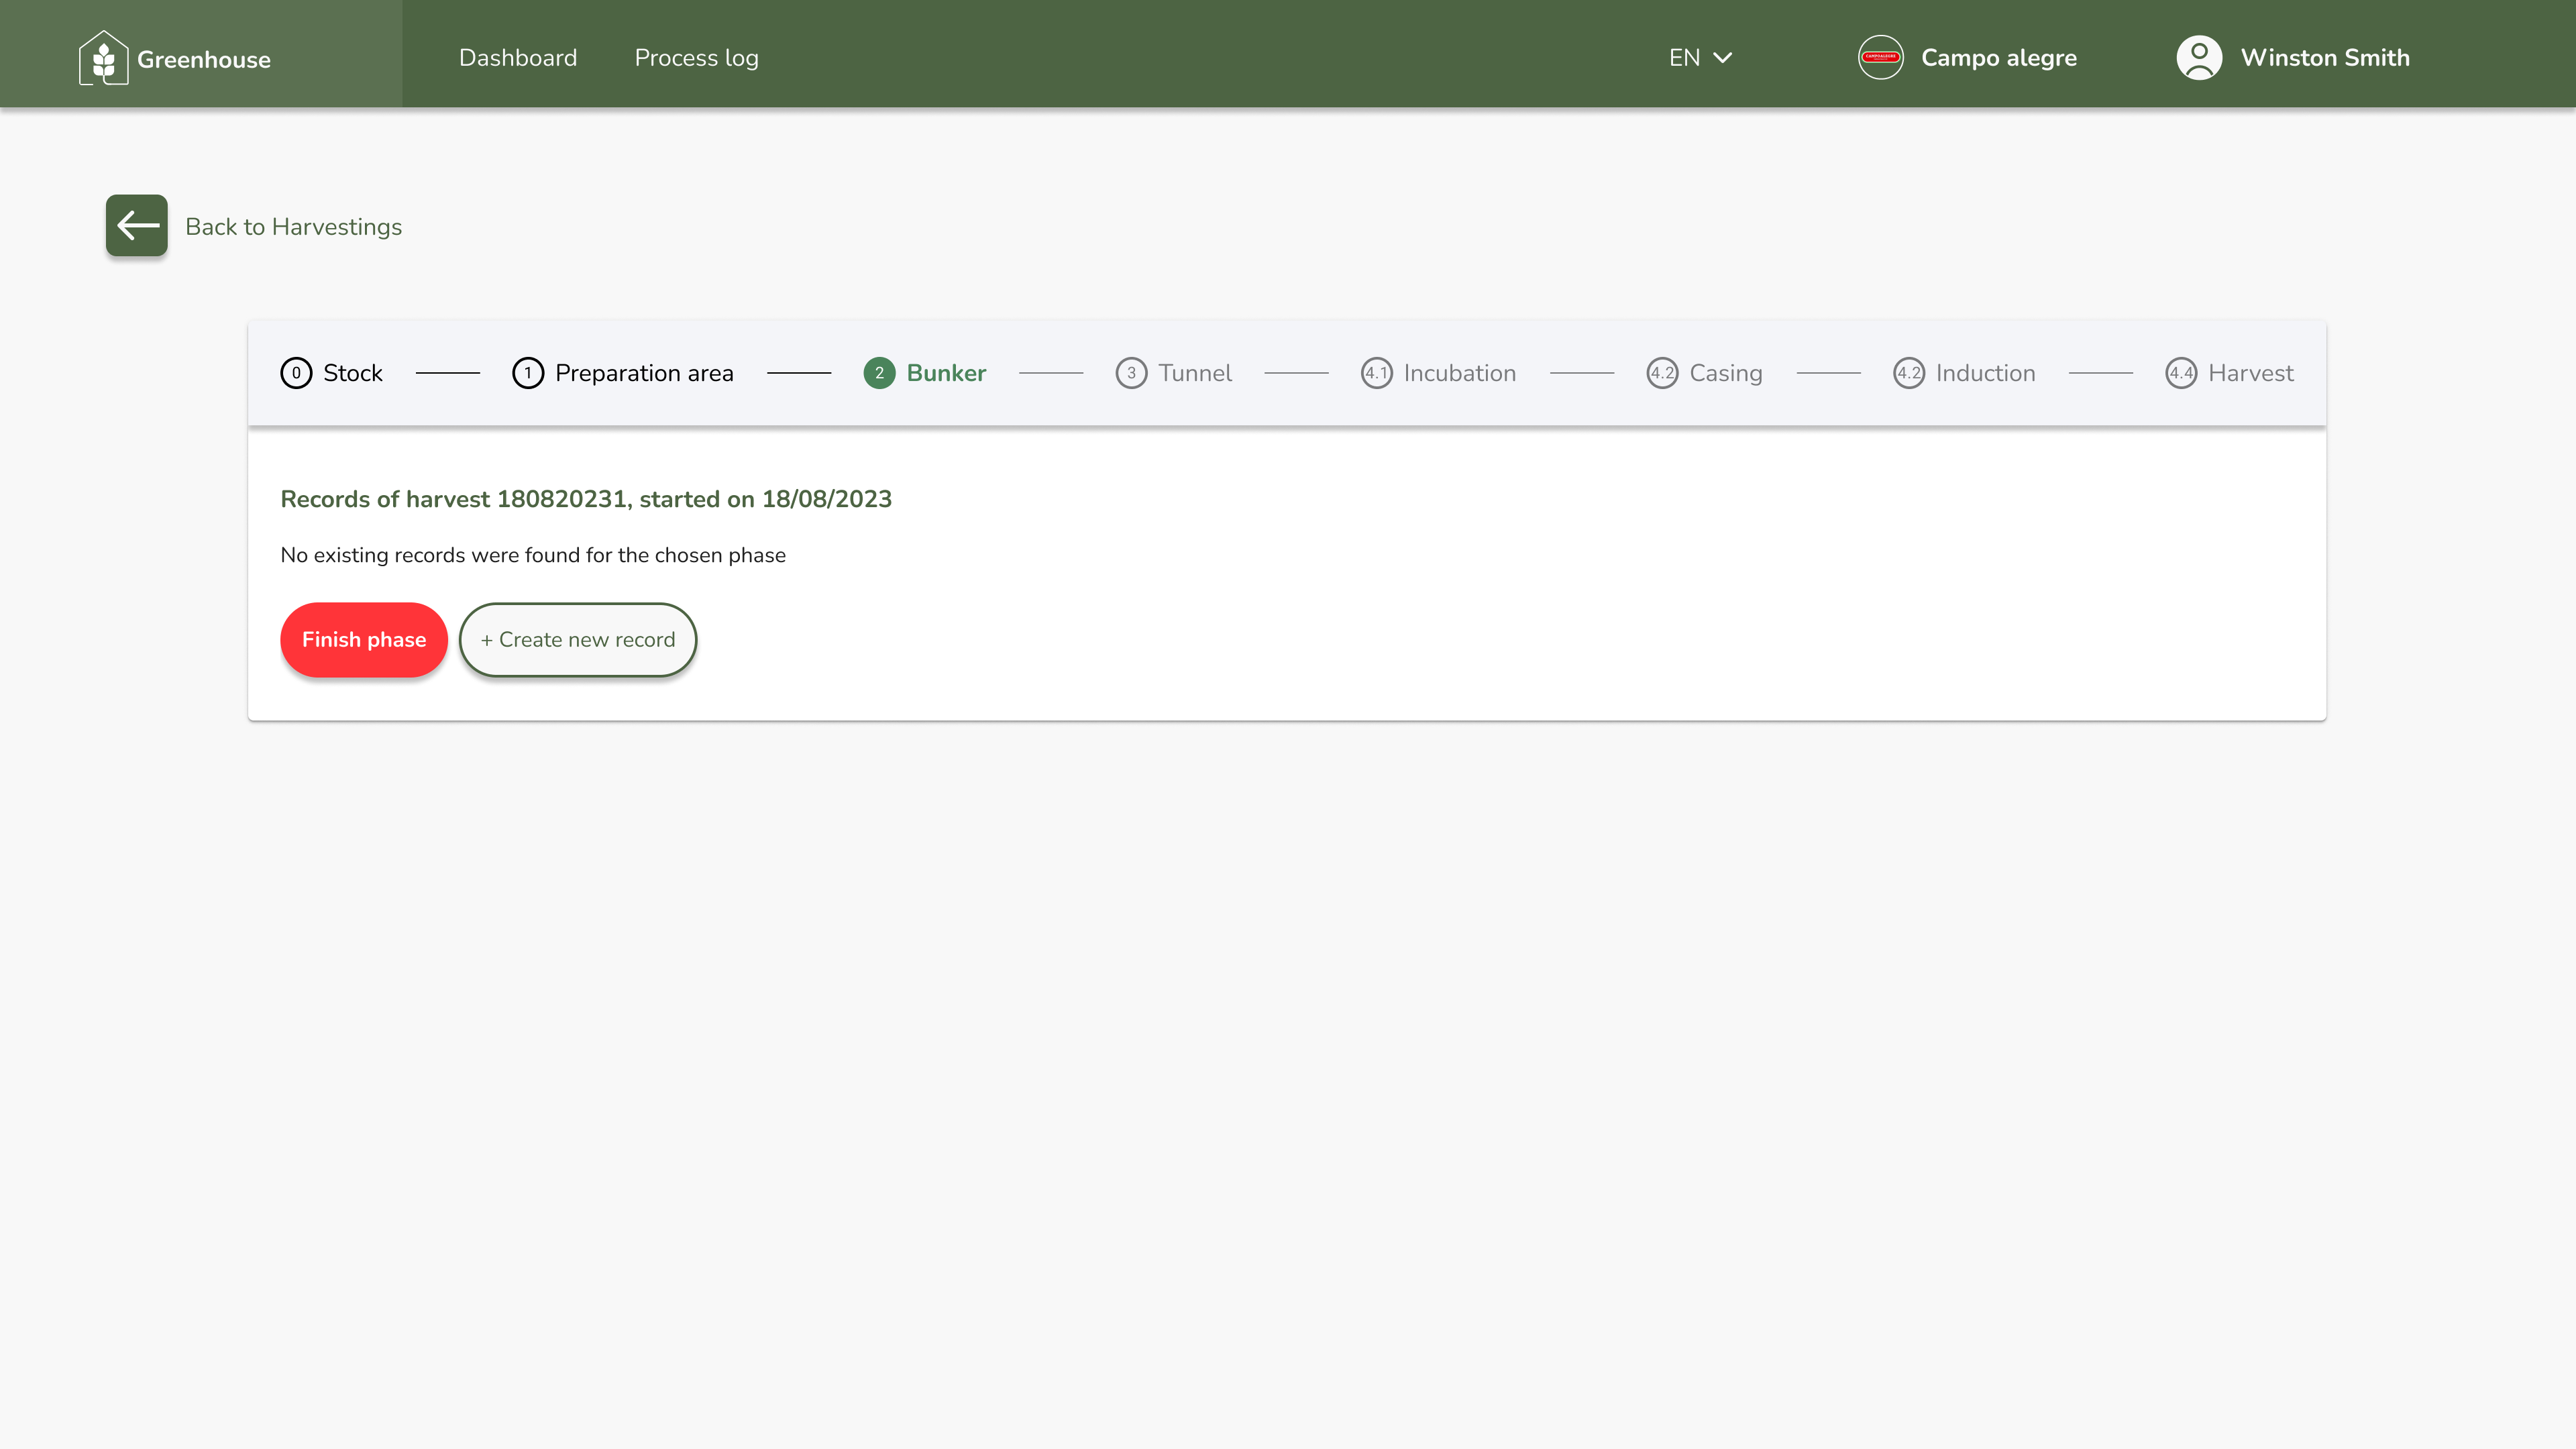 Greenhouse
Dashboard
Process log
EN
CAMPOALEGRE
Campo alegre
Winston Smith
Back to Harvestings
0 Stock
1 Preparation area
2 Bunker
3 Tunnel
4.1 Incubation
4.2 Casing
4.2 Induction
4.4 Harvest
Records of harvest 180820231, started on 18/08/2023
No existing records were found for the chosen phase
Finish phase
+ Create new record